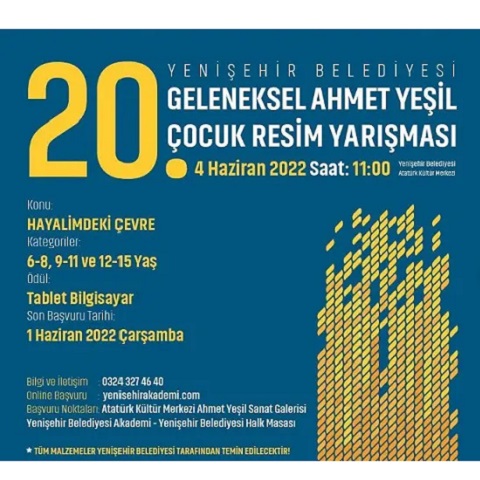 20.
YENİŞEHİR BELEDİYESİ
GELENEKSEL AHMET YEŞİL
ÇOCUK RESİM YARIŞMASI
4 Haziran 2022 Saat: 11:00
Yenişehir Belediyesi
Atatürk Kültür Merkezi
Konu:
HAYALİMDEKİ ÇEVRE
Kategoriler:
6-8, 9-11 ve 12-15 Yaş
Ödül:
Tablet Bilgisayar
Son Başvuru Tarihi:
1 Haziran 2022 Çarşamba
Bilgi ve İletişim : 0324 327 46 40
Online Başvuru : yenisehirakademi.com
Başvuru Noktaları: Atatürk Kültür Merkezi Ahmet Yeşil Sanat Galerisi
Yenişehir Belediyesi Akademi - Yenişehir Belediyesi Halk Masası
* TÜM MALZEMELER YENİŞEHİR BELEDİYESİ TARAFINDAN TEMİN EDİLECEKTİR!